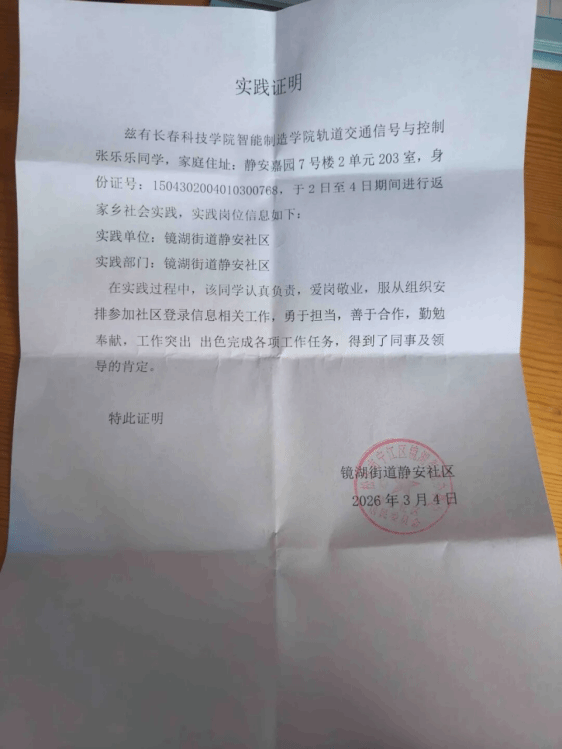 实践证明
兹有长春科技学院智能制造学院轨道交通信号与控制
张乐乐同学，家庭住址：静安嘉园7号楼2单元203室，身
份证号：1504302004010300768，于2日至4日期间进行返
家乡社会实践，实践岗位信息如下：
实践单位：镜湖街道静安社区
实践部门：镜湖街道静安社区
在实践过程中，该同学认真负责，爱岗敬业，服从组织安
排参加社区登录信息相关工作，勇于担当，善于合作，勤勉
奉献，工作突出 出色完成各项工作任务，得到了同事及领
导的肯定。
特此证明
镜湖街道静安社区
2026年3月4日